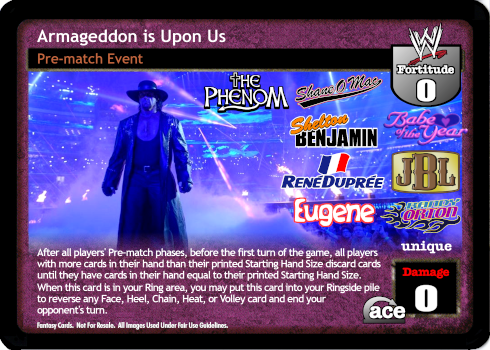 Armageddon is Upon Us
Pre-match Event
W
Fortitude
0
THE
PHENOM
Shane O Mac
Shelton
BENJAMIN
Babe
of the Year
RENÉDUPRÉE
JBL
Eugene
RANDY
ORTON
unique
After all players' Pre-match phases, before the first turn of the game, all players
with more cards in their hand than their printed Starting Hand Size discard cards
until they have cards in their hand equal to their printed Starting Hand Size.
When this card is in your Ring area, you may put this card into your Ringside pile
to reverse any Face, Heel, Chain, Heat, or Volley card and end your
opponent's turn.
Damage
0
ace
Fantasy Cards. Not For Resale. All Images Used Under Fair Use Guidelines.